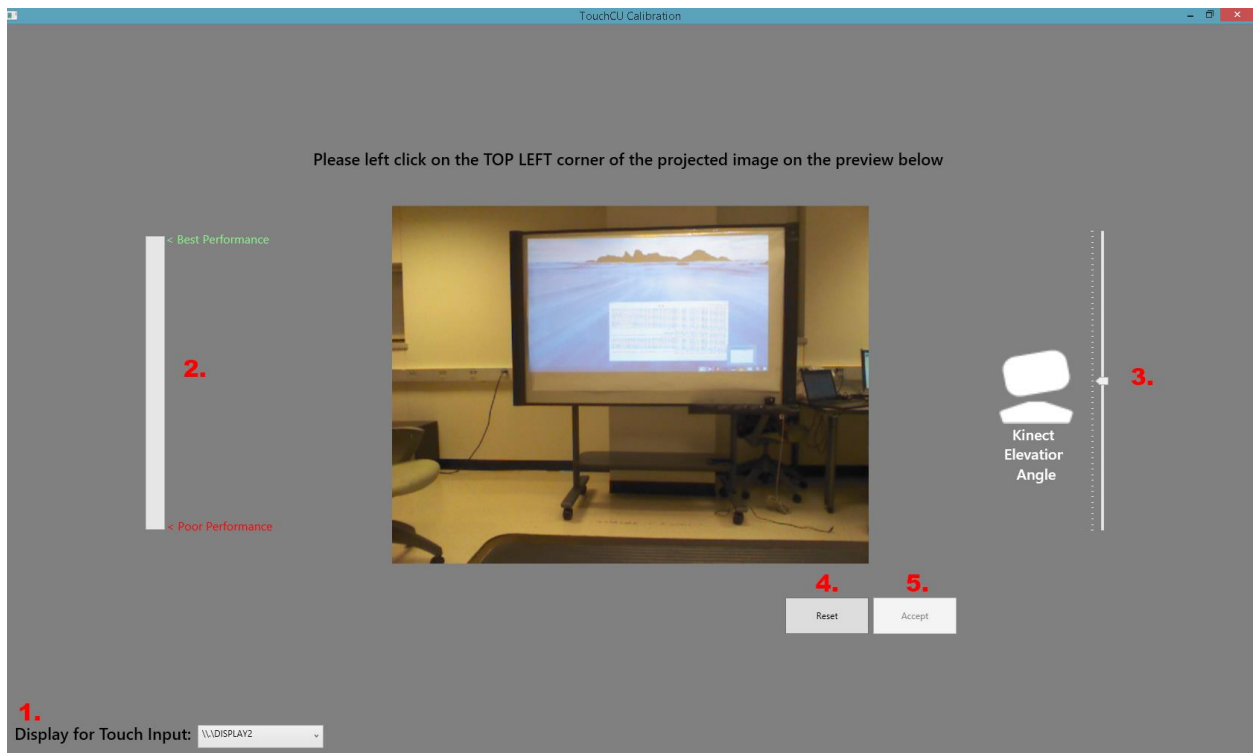 TouchCU Calibration
Please left click on the TOP LEFT corner of the projected image on the preview below
< Best Performance
2.
3.
Kinect
Elevatior
Angle
< Poor Performance
4.
5.
Reset
Accept
1.
Display for Touch Input:
\\.\DISPLAY2